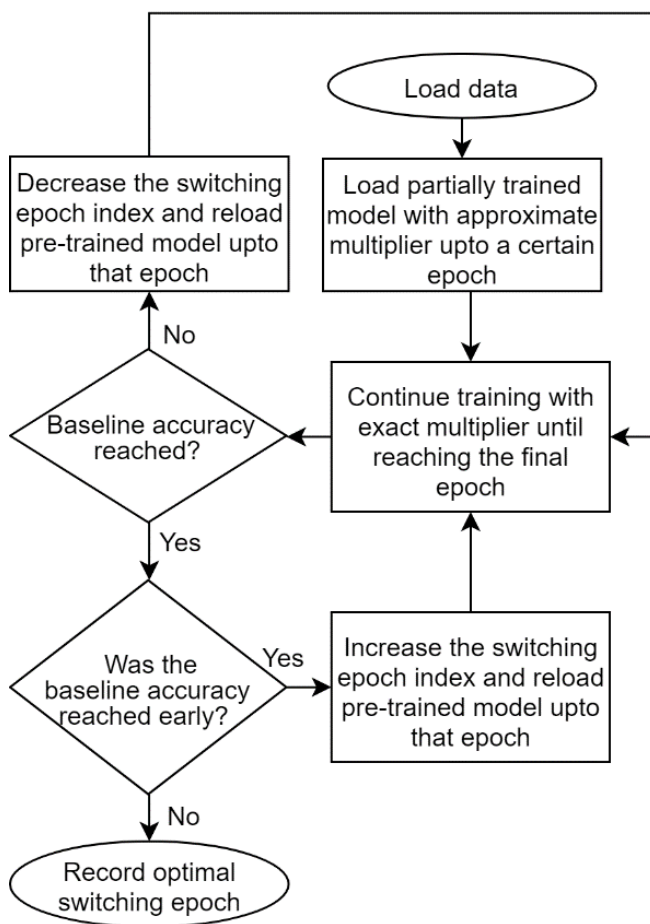 Load data
Load partially trained
model with approximate
multiplier upto a certain
epoch
Decrease the switching
epoch index and reload
pre-trained model upto
that epoch
No
Continue training with
exact multiplier until
reaching the final
epoch
Baseline accuracy
reached?
Yes
Was the
baseline accuracy
reached early?
Yes
Increase the switching
epoch index and reload
pre-trained model upto
that epoch
No
Record optimal
switching epoch